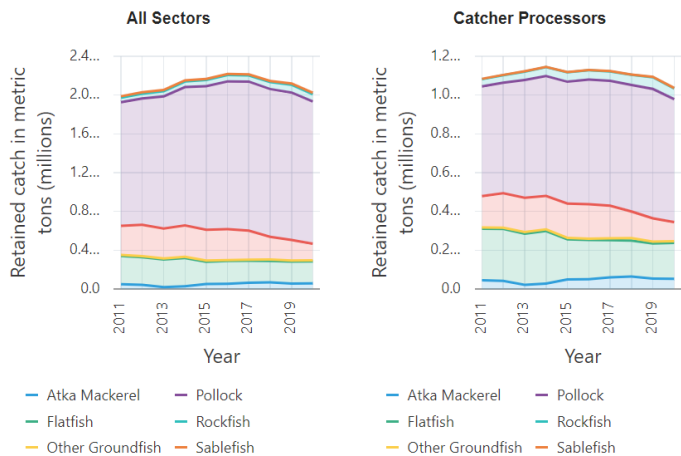 All Sectors
Retained catch in metric
tons (millions)
2.4...
2.0...
1.6...
1.2...
0.8...
0.4...
0.0
2011
2013
2015
2017
2019
Year
Atka Mackerel
Pollock
Flatfish
Rockfish
Other Groundfish
Sablefish
Catcher Processors
Retained catch in metric
tons (millions)
1.2...
1.0...
0.8...
0.6...
0.4...
0.2...
0.0
2011
2013
2015
2017
2019
Year
Atka Mackerel
Pollock
Flatfish
Rockfish
Other Groundfish
Sablefish